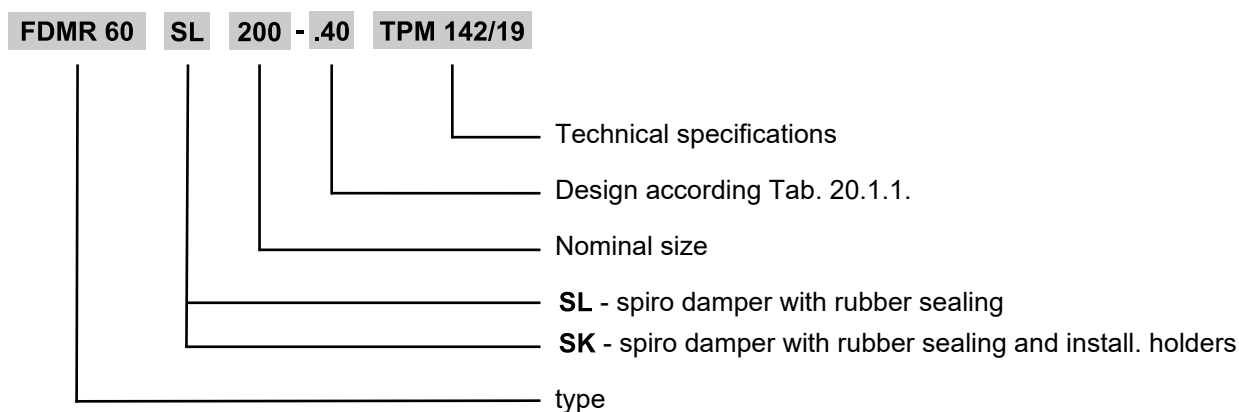 FDMR 60 SL 200 - .40 TPM 142/19
Technical specifications
Design according Tab. 20.1.1.
Nominal size
SL - spiro damper with rubber sealing
SK - spiro damper with rubber sealing and install. holders
type